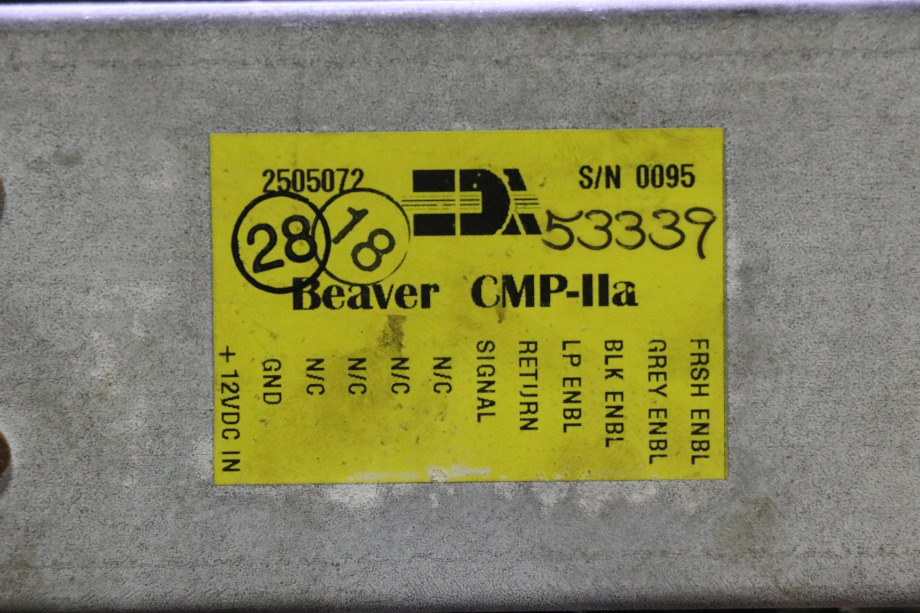 2505072
EDA
S/N 0095
28
18
53339
Beaver CMP-IIa
+ 12VDC IN
GND
N/C
N/C
N/C
N/C
SIGNAL
RETURN
LP ENBL
BLK ENBL
GREY ENBL
FRSH ENBL